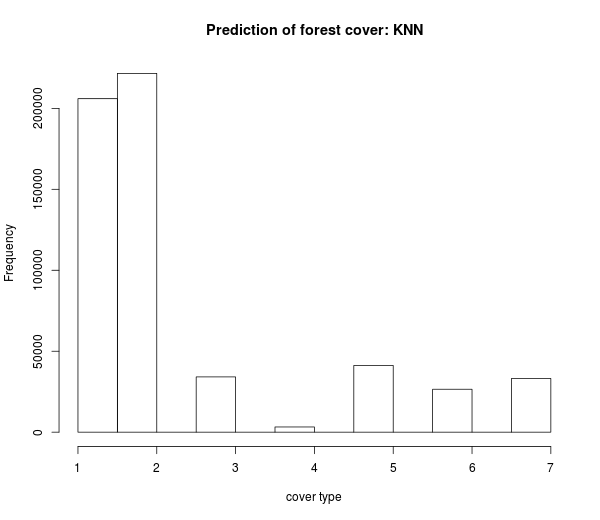 Prediction of forest cover: KNN
Frequency
200000
150000
100000
50000
0
1 2 3 4 5 6 7
cover type